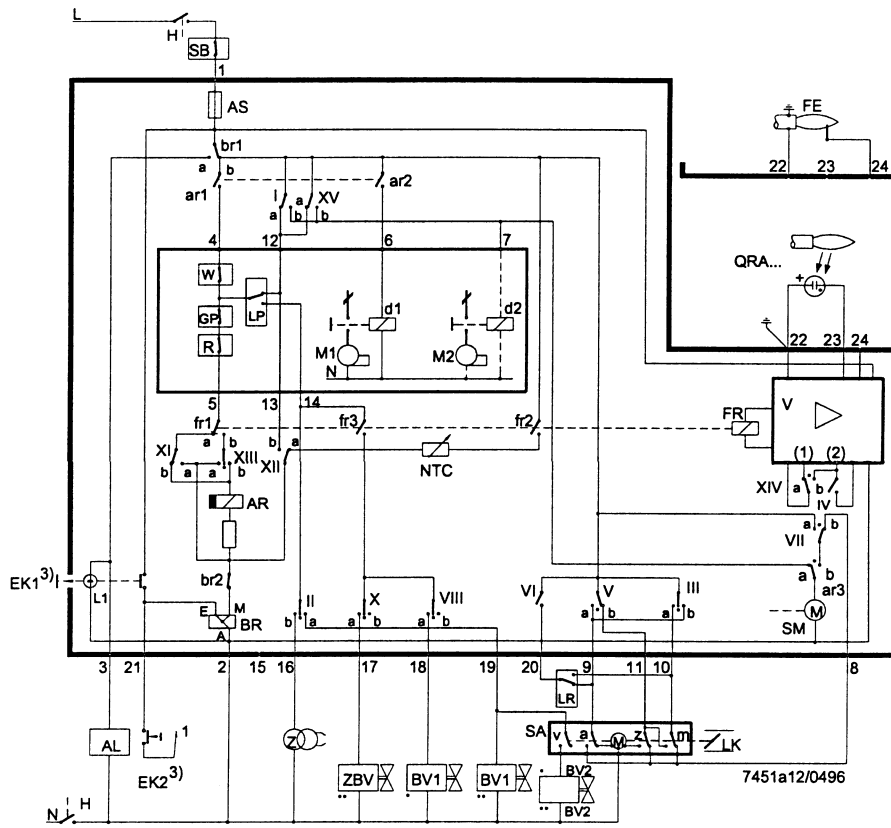 L
H
SB
1
AS
FE
br1
22 23 24
a b
ar1 ar2
I XV
a a b b
4 12 6 7
QRA...
+
W
LP
GP
R
d1 d2
M1 M2
N
22 23 24
5 13 14
fr1 fr3 fr2
FR
V
a b b a
XI XIII XII
b a a b
NTC
(1) (2)
XIV a b IV
AR
a b
VII
br2
EK1 3)
L1
a b
ar3
M
SM
VI V III
II X VIII
E M
BR
A
b a a b a b
a b a b
3 21 2 15 16 17 18 19 20 9 11 10 8
LR
AL
1
EK2 3)
Z
SA v a M z m LK
ZBV BV1 BV1 BV2
BV2
7451a12/0496
N H